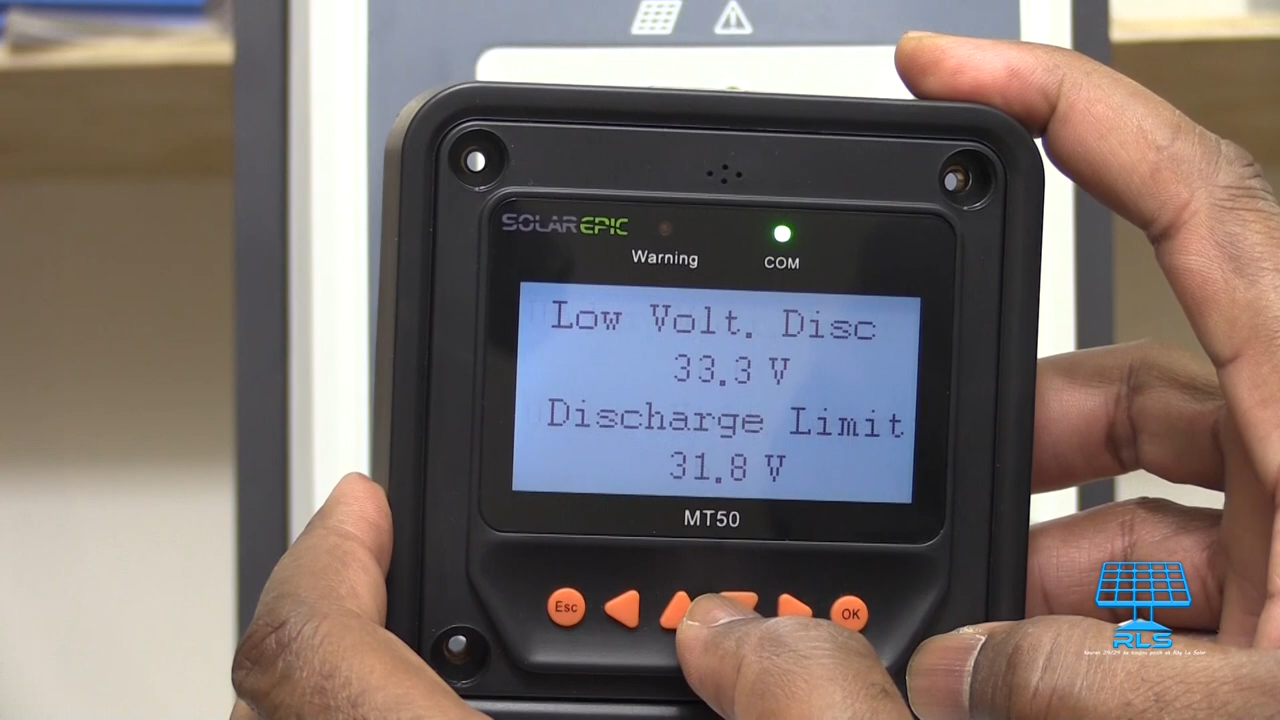 SOLAREPIC
Warning
COM
Low Volt. Disc
33.3 V
Discharge Limit
31.8 V
MT50
Esc
OK
RLS